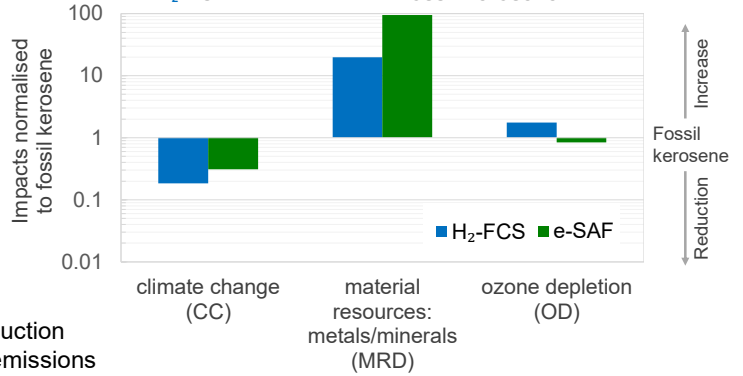 100
10
1
0.1
0.01
Impacts normalised
to fossil kerosene
H₂-FCS
e-SAF
climate change
(CC)
material
resources:
metals/minerals
(MRD)
ozone depletion
(OD)
Increase
Fossil
kerosene
Reduction
uction
emissions